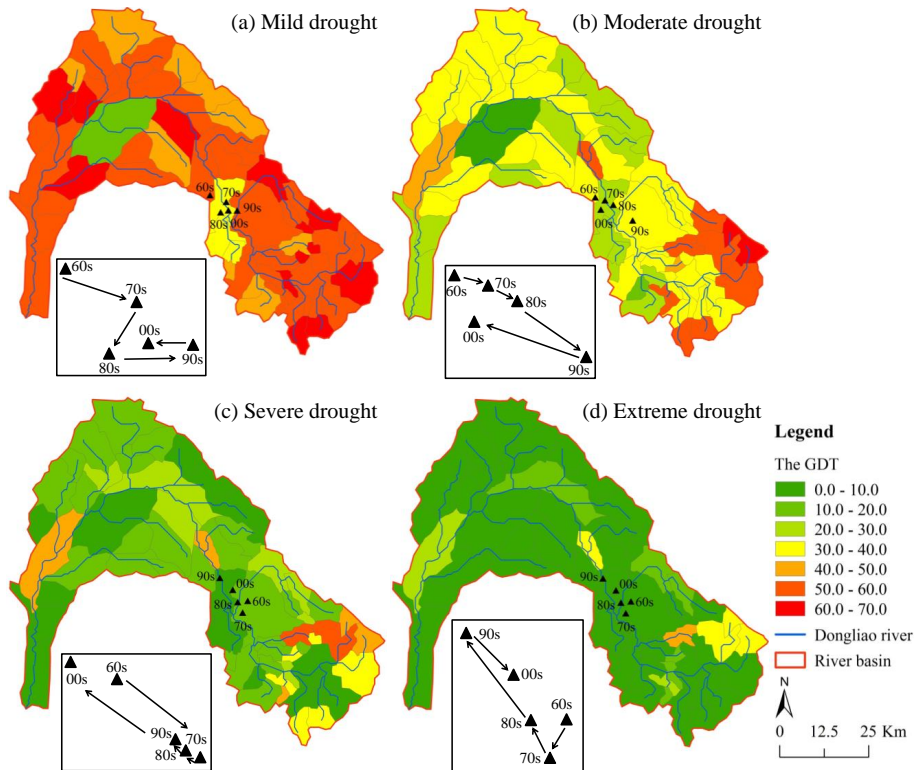 (a) Mild drought
(b) Moderate drought
60s
70s
90s
80s
00s
60s
70s
80s
00s
90s
60s
70s
00s
80s
90s
60s
70s
80s
00s
90s
(c) Severe drought
(d) Extreme drought
90s
00s
80s
60s
70s
90s
00s
80s
60s
70s
00s
60s
90s
70s
80s
90s
00s
60s
80s
70s
Legend
The GDT
0.0 - 10.0
10.0 - 20.0
20.0 - 30.0
30.0 - 40.0
40.0 - 50.0
50.0 - 60.0
60.0 - 70.0
Dongliao river
River basin
N
0 12.5 25 Km